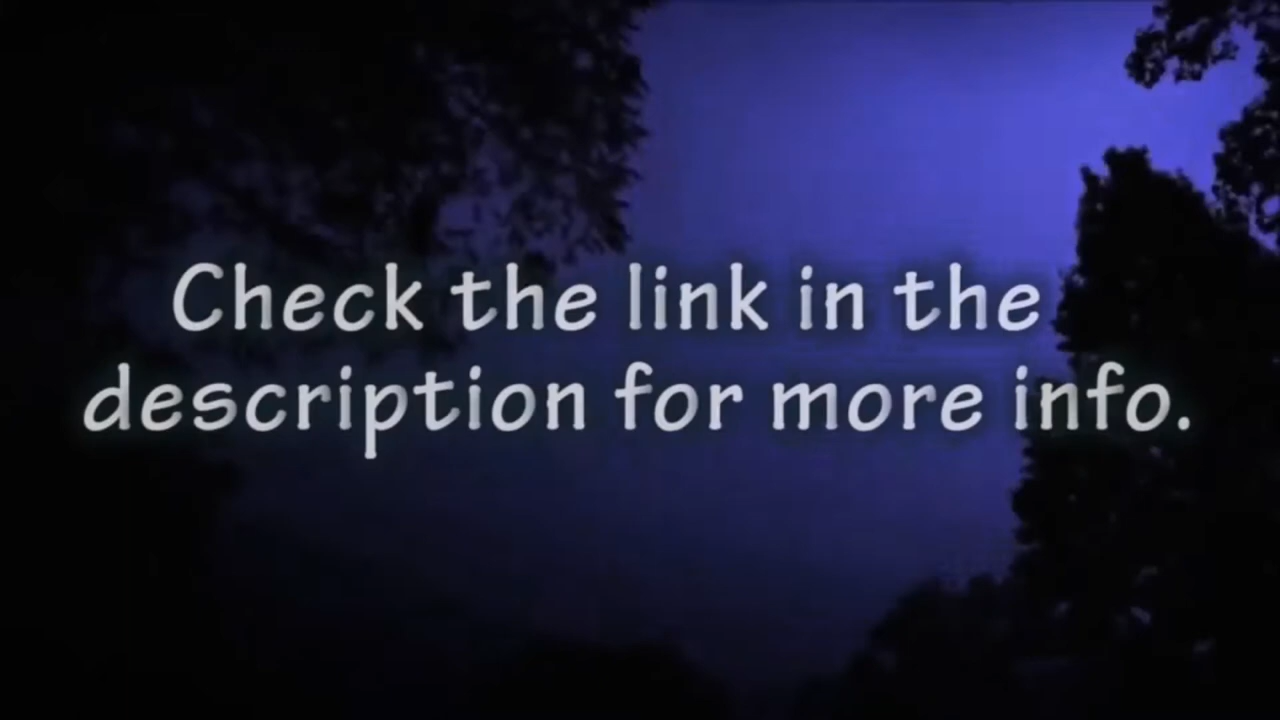 Check the link in the
description for more info.